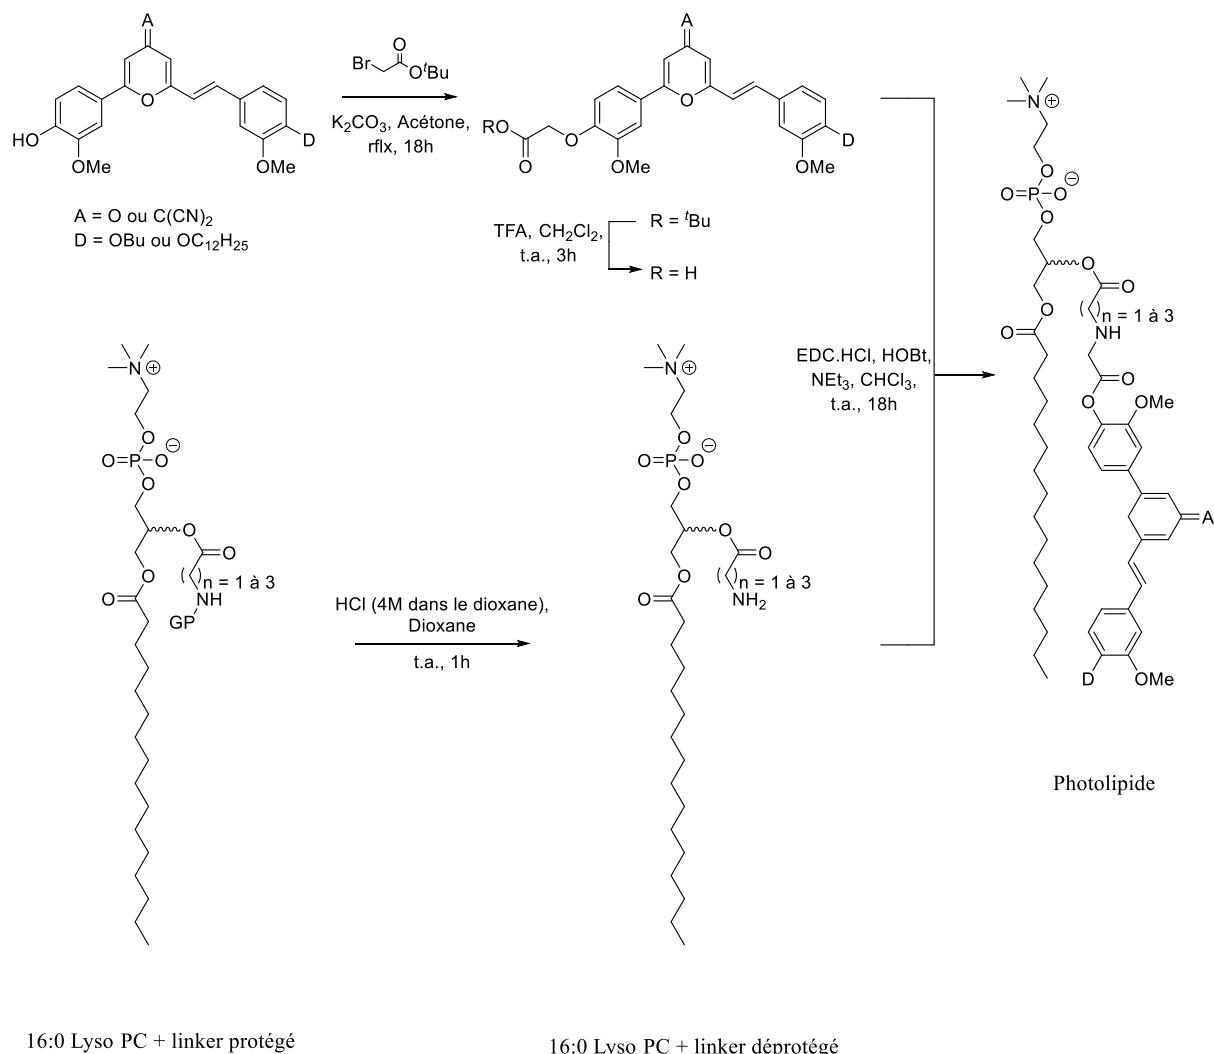 A
OH
HO
OMe
O
OMe
D
A = O ou C(CN)2
D = OBu ou OC12H25
Br
O
OtBu
K2CO3, Acétone,
rflx, 18h
A
O
RO
O
O
OMe
OMe
D
TFA, CH2Cl2,
t.a., 3h
R = tBu
R = H
N+
O
O=P–O−
O
O
O
O
O
n = 1 à 3
NH
GP
HCl (4M dans le dioxane),
Dioxane
t.a., 1h
N+
O
O=P–O−
O
O
O
O
O
n = 1 à 3
NH2
EDC.HCl, HOBt,
NEt3, CHCl3,
t.a., 18h
N+
O
O=P–O−
O
O
O
O
O
n = 1 à 3
NH
O
O
OMe
A
D
OMe
Photolipide
16:0 Lyso PC + linker protégé
16:0 Lyso PC + linker déprotégé